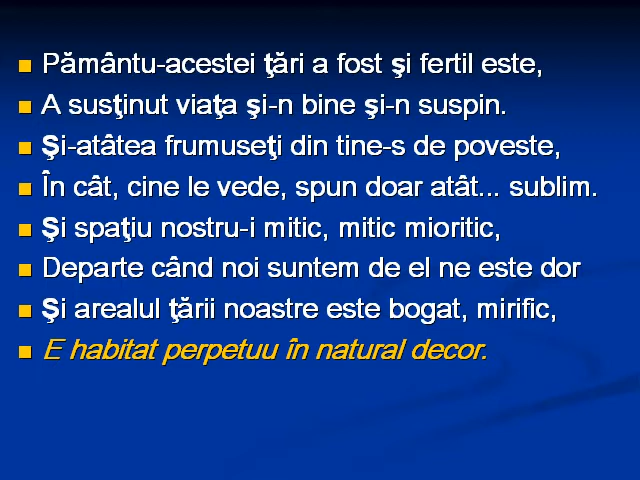 Pământu-acestei ţări a fost şi fertil este,
A susţinut viaţa şi-n bine şi-n suspin.
Şi-atâtea frumuseţi din tine-s de poveste,
În cât, cine le vede, spun doar atât... sublim.
Şi spaţiu nostru-i mitic, mitic mioritic,
Departe când noi suntem de el ne este dor
Şi arealul ţării noastre este bogat, mirific,
E habitat perpetuu în natural decor.